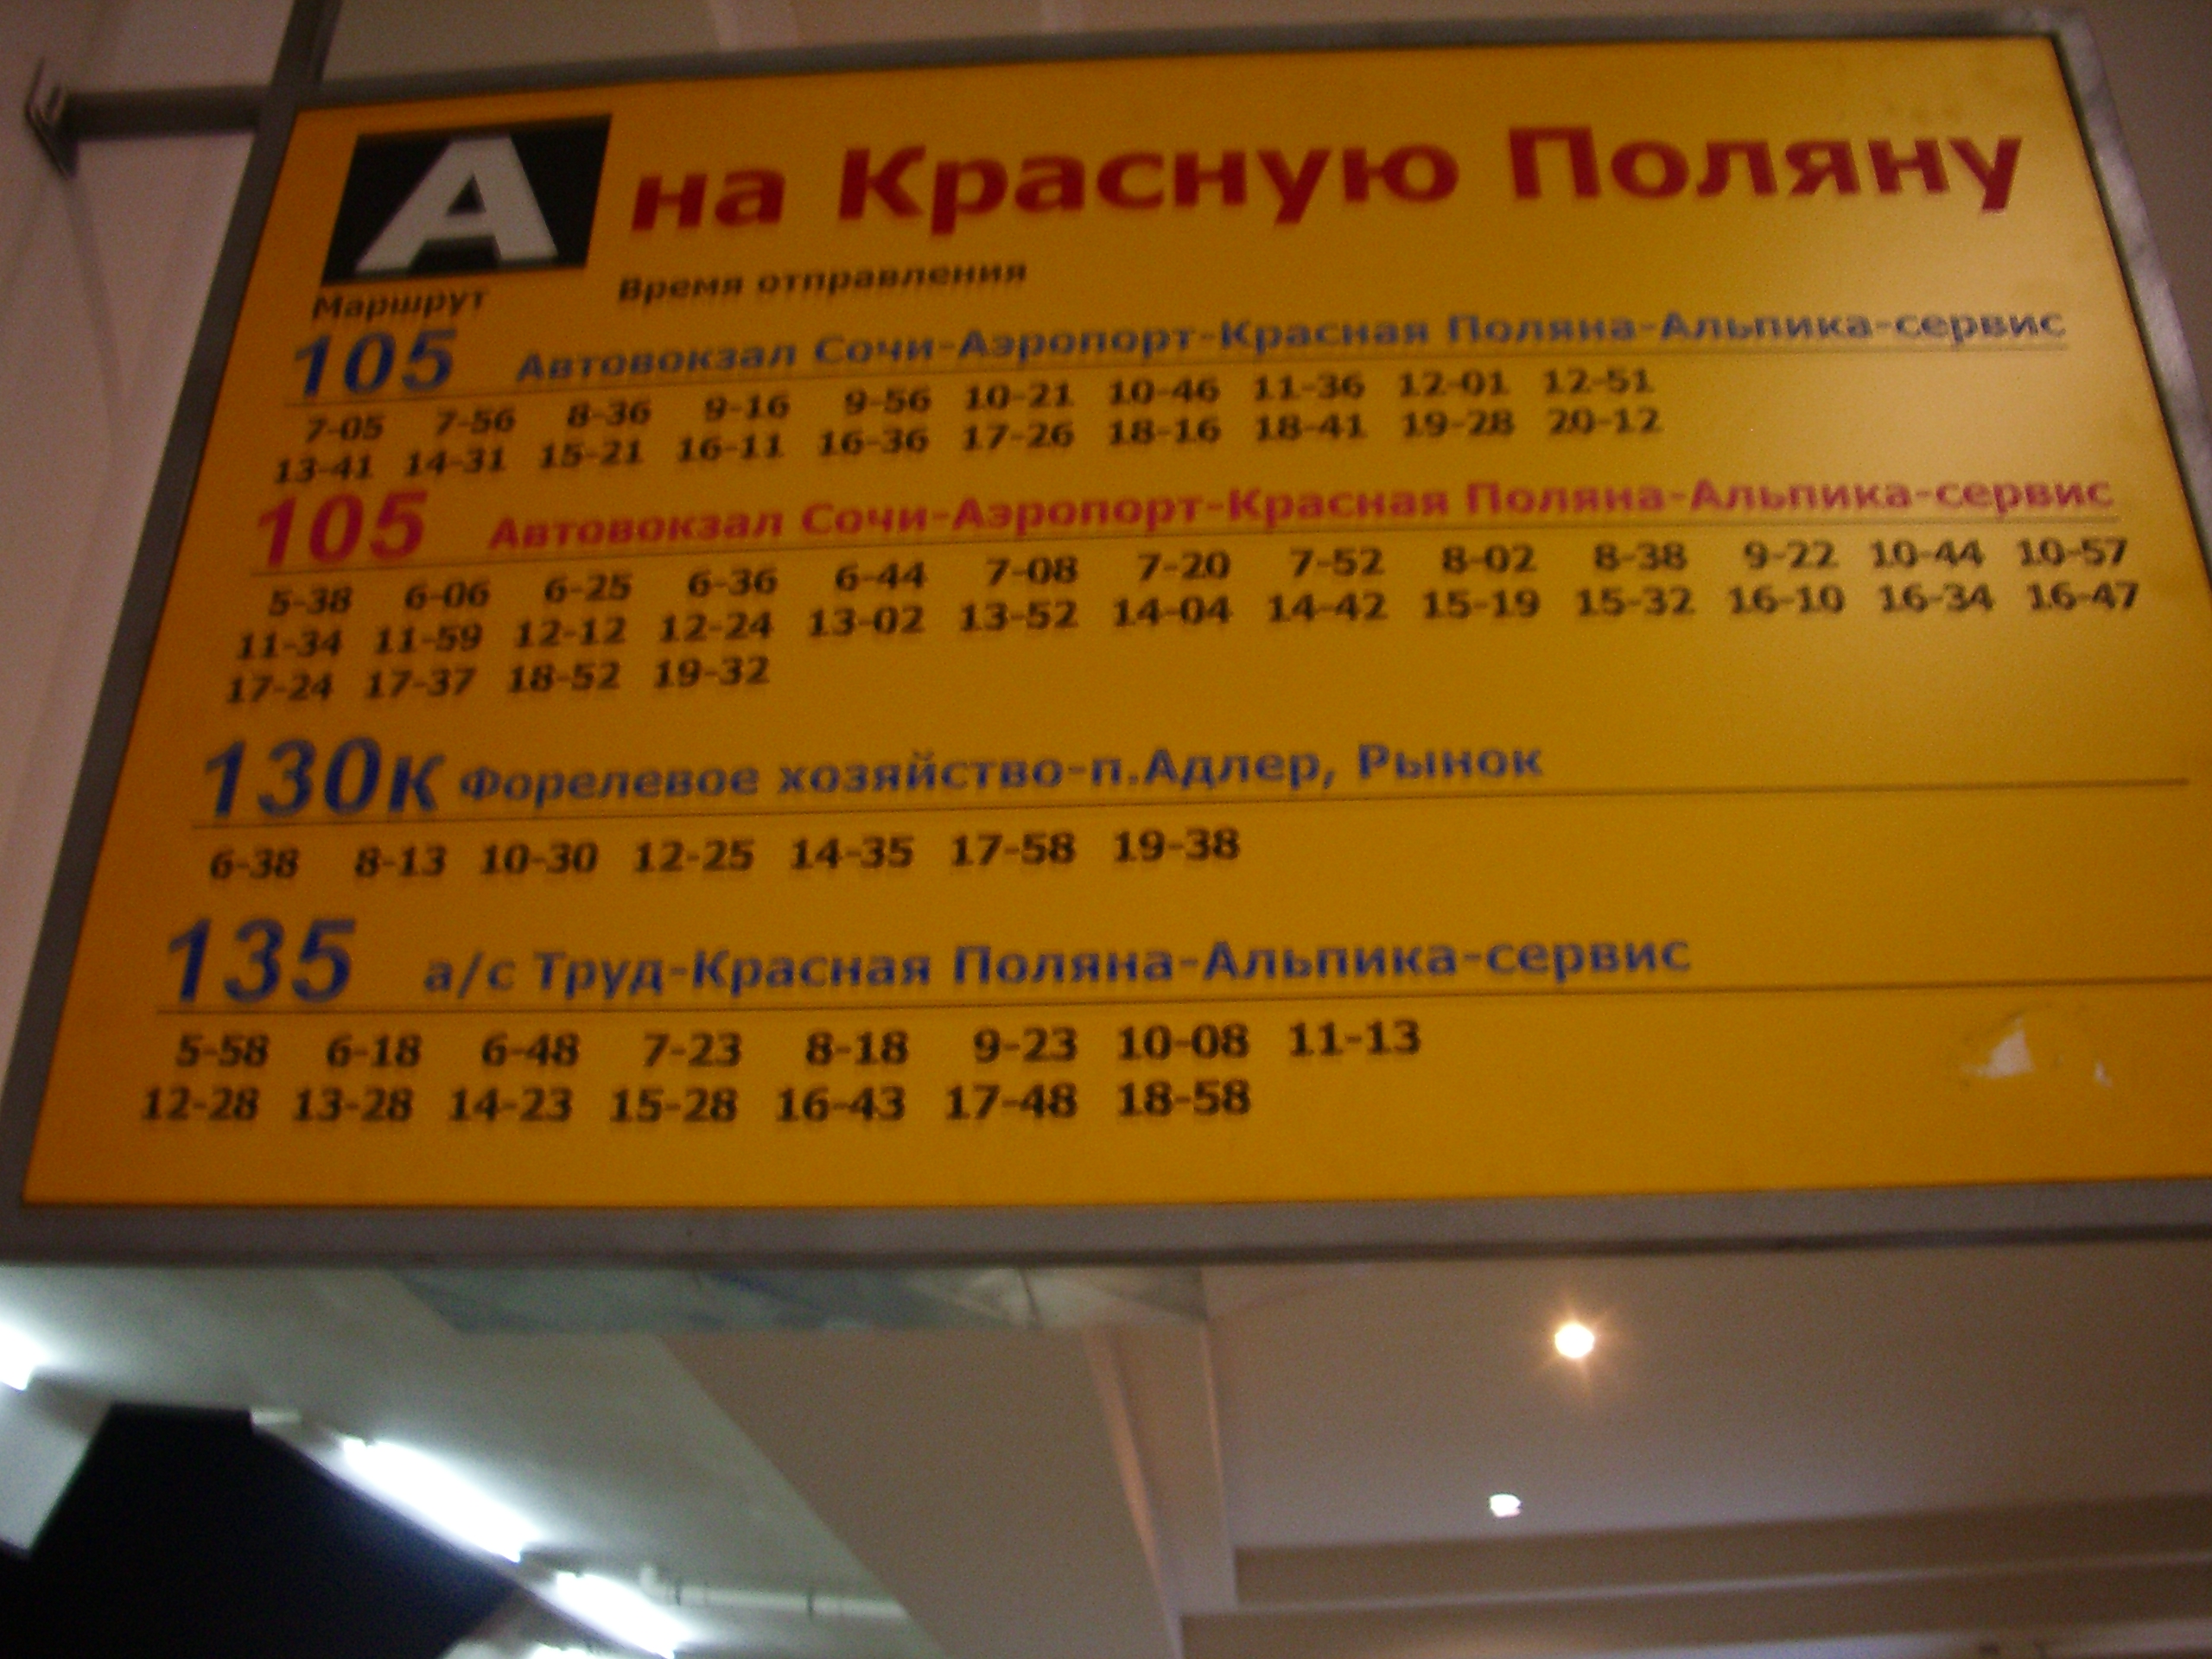 А на Красную Поляну
Маршрут Время отправления
105 Автовокзал Сочи-Аэропорт-Красная Поляна-Альпика-сервис
7-05 7-56 8-36 9-16 9-56 10-21 10-46 11-36 12-01 12-51
13-41 14-31 15-21 16-11 16-36 17-26 18-16 18-41 19-28 20-12
105 Автовокзал Сочи-Аэропорт-Красная Поляна-Альпика-сервис
5-38 6-06 6-25 6-36 6-44 7-08 7-20 7-52 8-02 8-38 9-22 10-44 10-57
11-34 11-59 12-12 12-24 13-02 13-52 14-04 14-42 15-19 15-32 16-10 16-34 16-47
17-24 17-37 18-52 19-32
130к Форелевое хозяйство-п.Адлер, Рынок
6-38 8-13 10-30 12-25 14-35 17-58 19-38
135 а/с Труд-Красная Поляна-Альпика-сервис
5-58 6-18 6-48 7-23 8-18 9-23 10-08 11-13
12-28 13-28 14-23 15-28 16-43 17-48 18-58